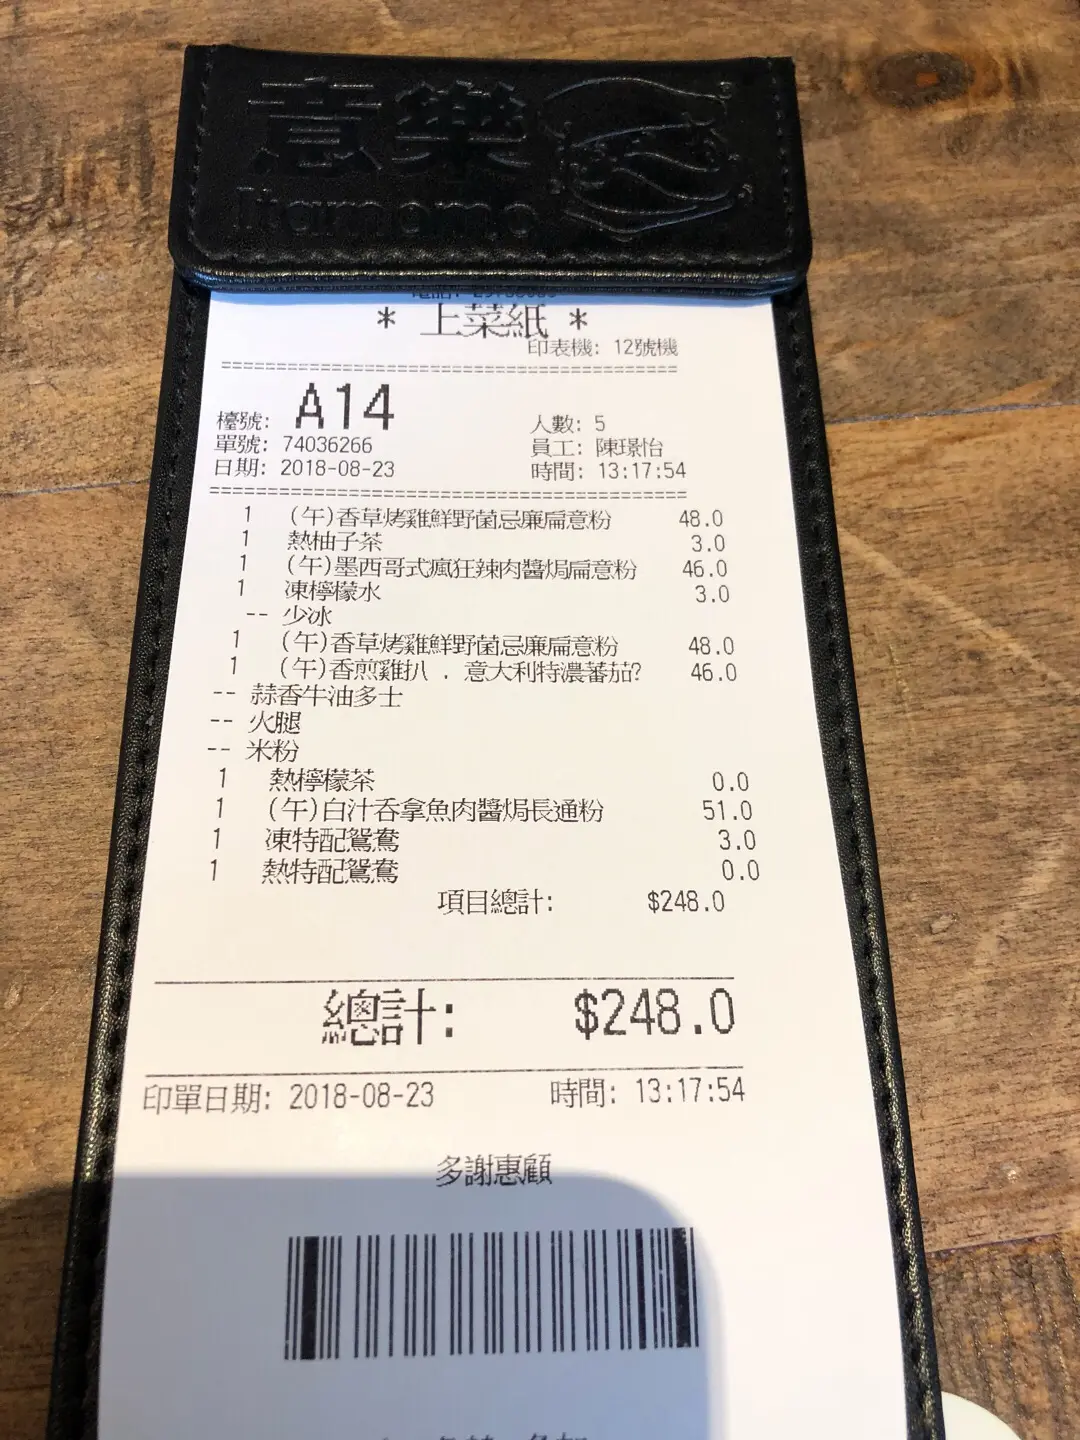 意樂
Itamomo
* 上菜紙 *
印表機: 12號機
檯號: A14 人數: 5
單號: 74036266 員工: 陳璟怡
日期: 2018-08-23 時間: 13:17:54
1 (午)香草烤雞鮮野菌忌廉扁意粉 48.0
1 熱柚子茶 3.0
1 (午)墨西哥式瘋狂辣肉醬焗扁意粉 46.0
1 凍檸檬水 3.0
-- 少冰
1 (午)香草烤雞鮮野菌忌廉扁意粉 48.0
1 (午)香煎雞扒 . 意大利特濃蕃茄? 46.0
-- 蒜香牛油多士
-- 火腿
-- 米粉
1 熱檸檬茶 0.0
1 (午)白汁吞拿魚肉醬焗長通粉 51.0
1 凍特配鴛鴦 3.0
1 熱特配鴛鴦 0.0
項目總計: $248.0
總計: $248.0
印單日期: 2018-08-23 時間: 13:17:54
多謝惠顧